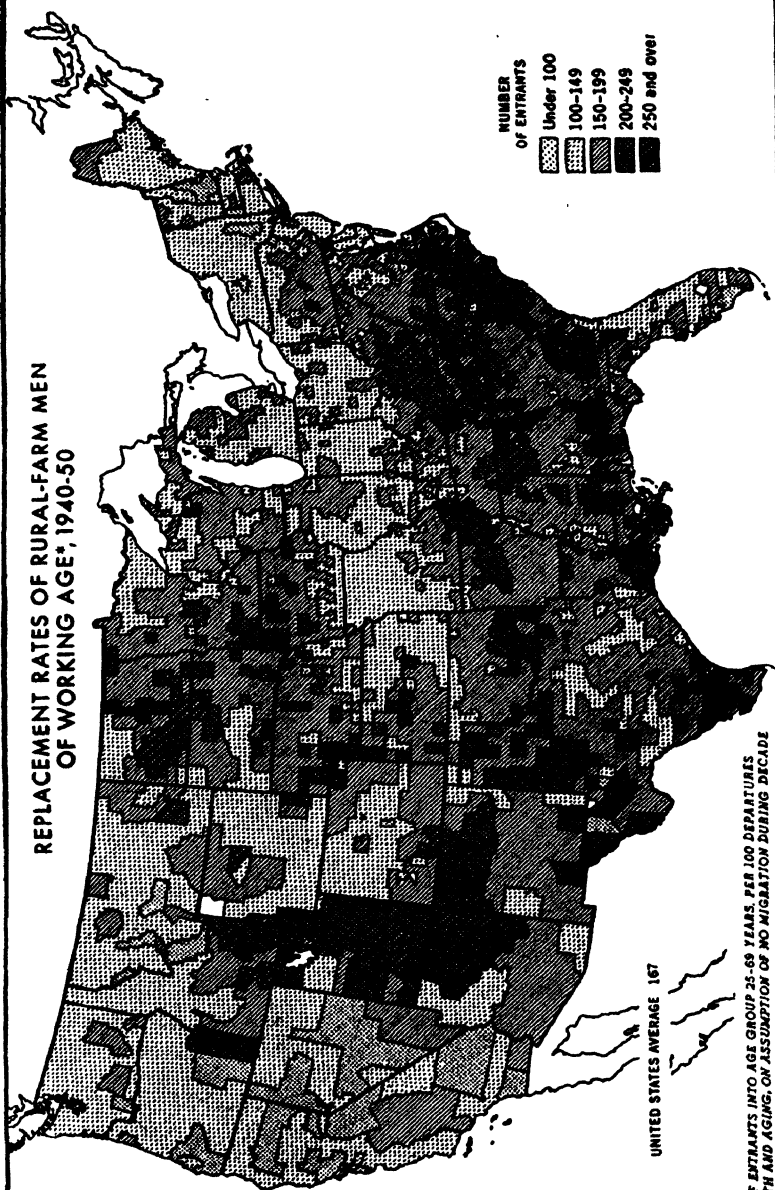 REPLACEMENT RATES OF RURAL-FARM MEN
OF WORKING AGE*, 1940-50
NUMBER
OF ENTRANTS
Under 100
100-149
150-199
200-249
250 and over
UNITED STATES AVERAGE 167
ENTRANTS INTO AGE GROUP 25-69 YEARS, PER 100 DEPARTURES
AND AGING, ON ASSUMPTION OF NO MIGRATION DURING DECADE